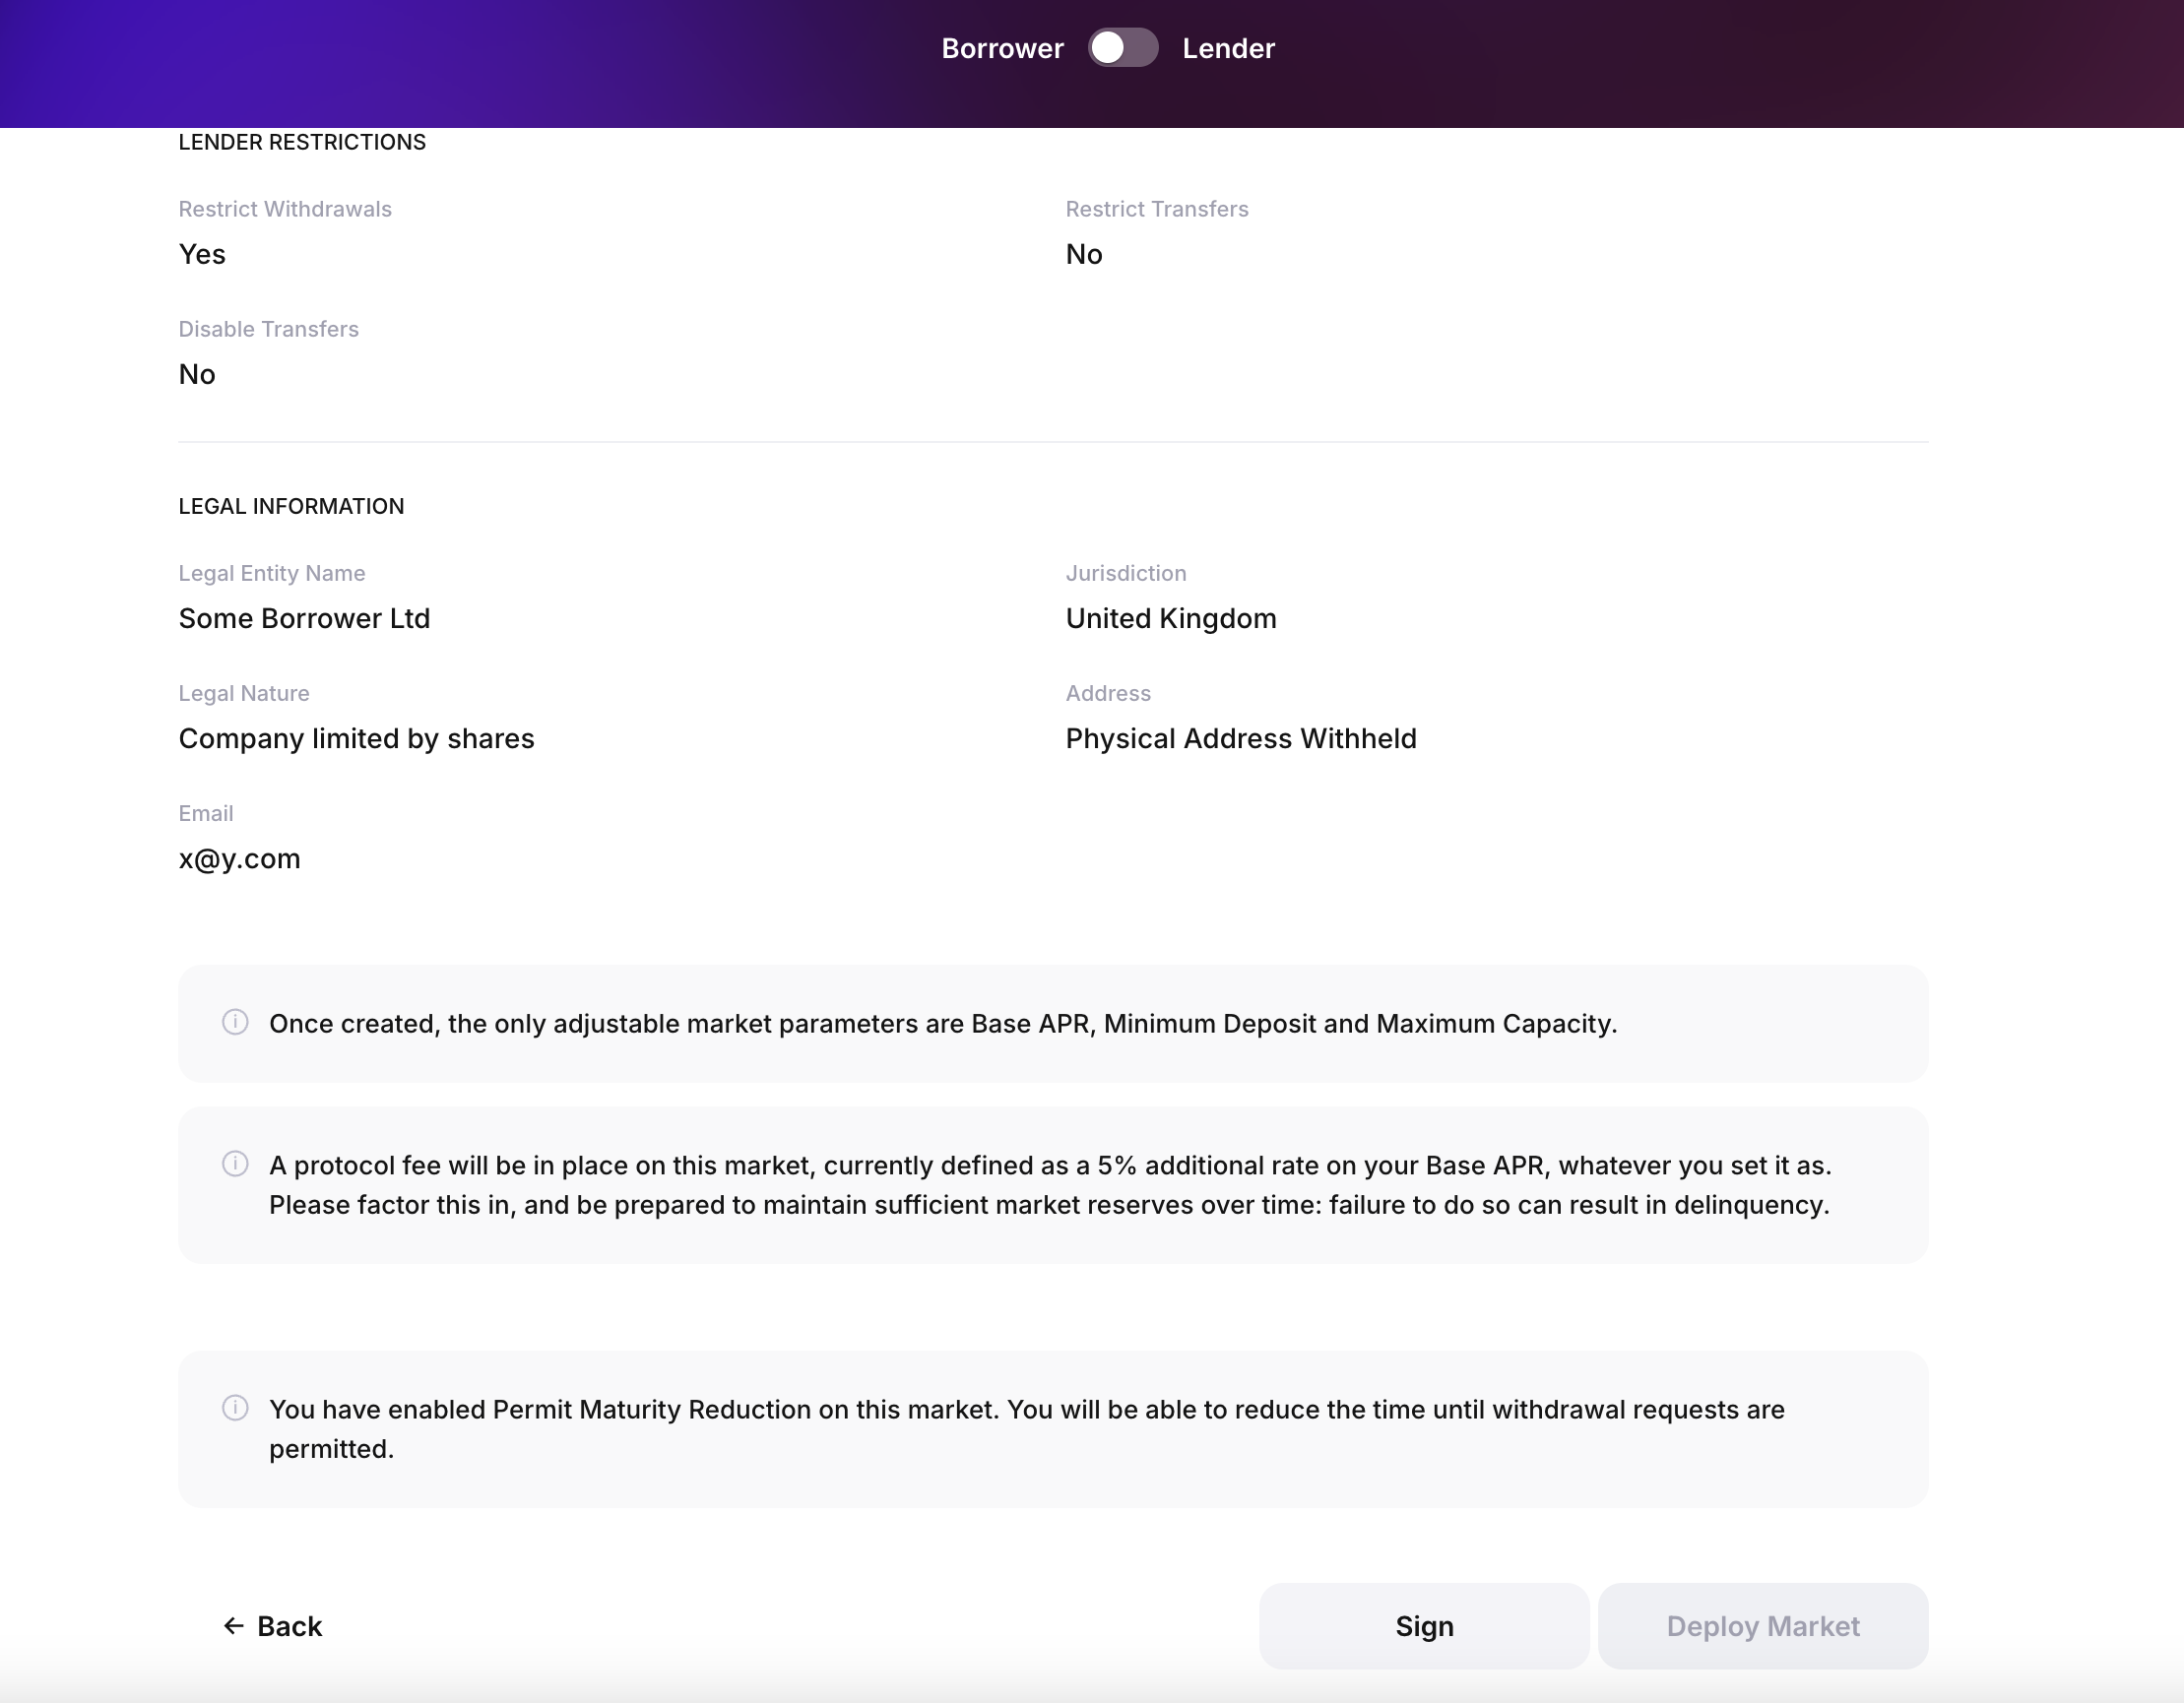 Borrower Lender
LENDER RESTRICTIONS
Restrict Withdrawals Restrict Transfers
Yes No
Disable Transfers
No
LEGAL INFORMATION
Legal Entity Name Jurisdiction
Some Borrower Ltd United Kingdom
Legal Nature Address
Company limited by shares Physical Address Withheld
Email
x@y.com
Once created, the only adjustable market parameters are Base APR, Minimum Deposit and Maximum Capacity.
A protocol fee will be in place on this market, currently defined as a 5% additional rate on your Base APR, whatever you set it as.
Please factor this in, and be prepared to maintain sufficient market reserves over time: failure to do so can result in delinquency.
You have enabled Permit Maturity Reduction on this market. You will be able to reduce the time until withdrawal requests are
permitted.
← Back Sign Deploy Market